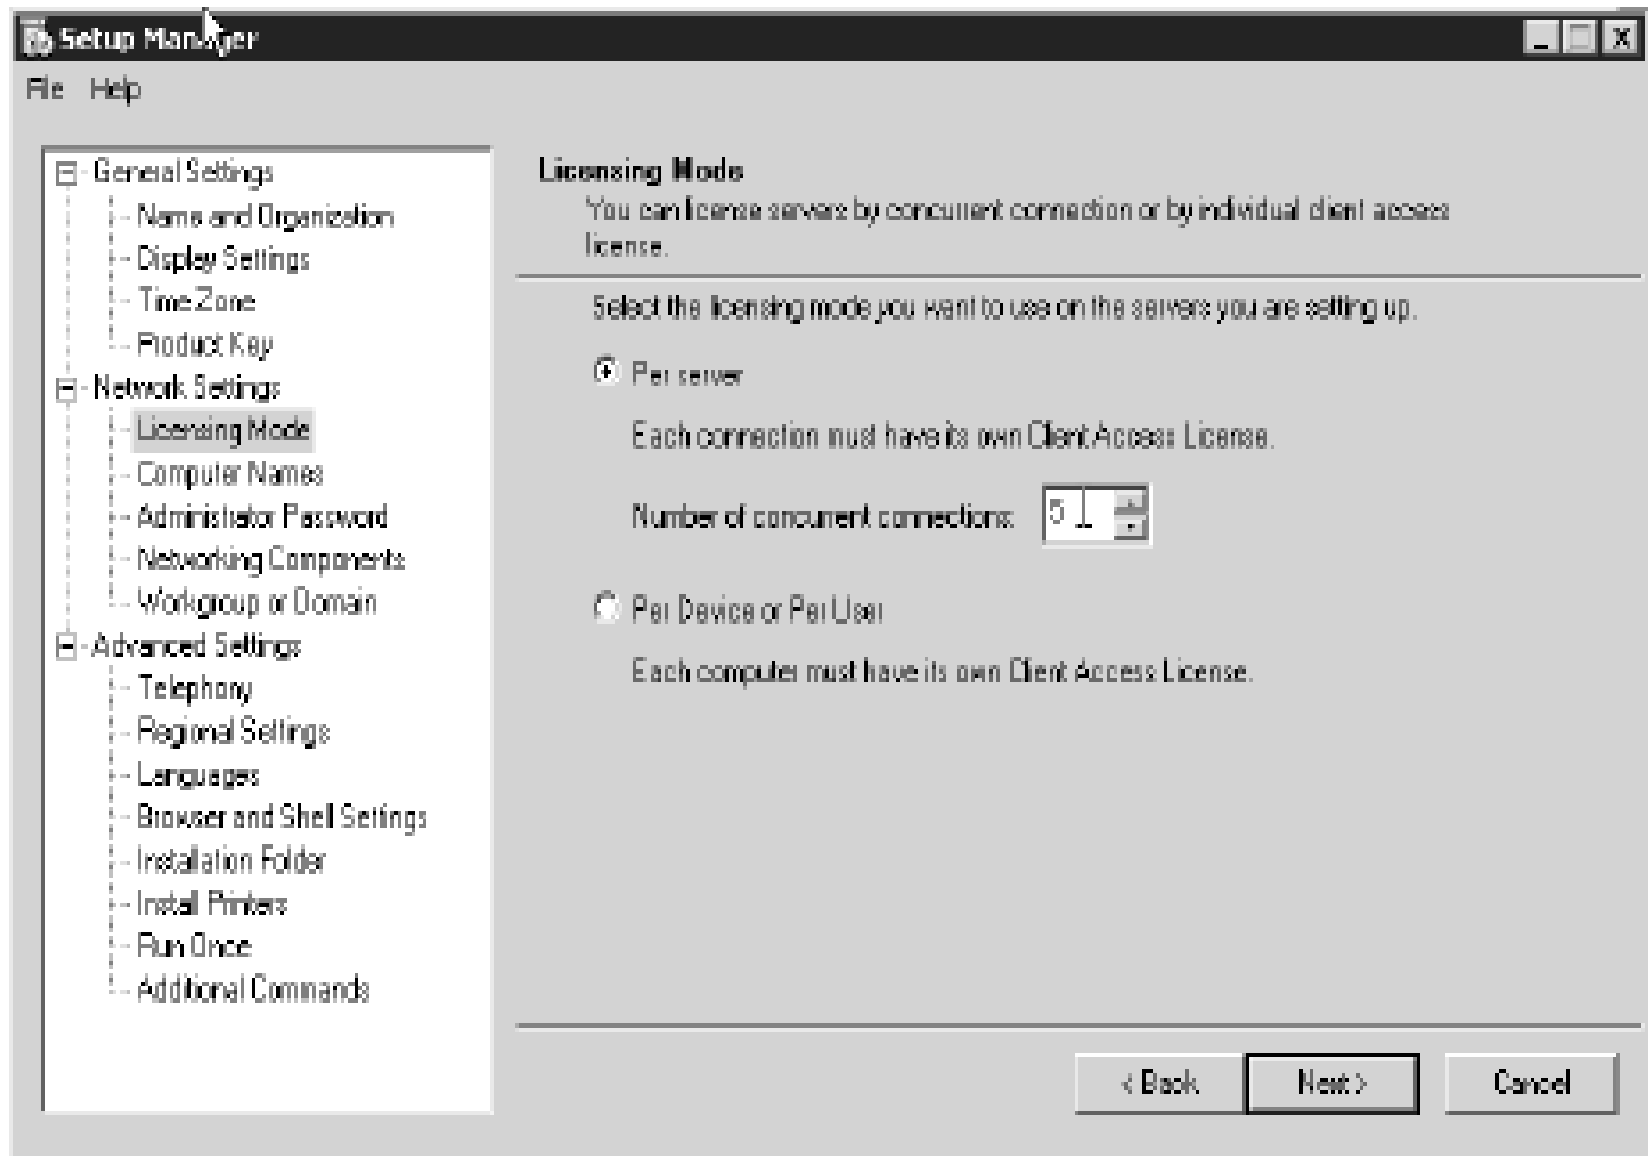 Setup Manager
File Help
General Settings
Name and Organization
Display Settings
Time Zone
Product Key
Network Settings
Licensing Mode
Computer Names
Administrator Password
Networking Components
Workgroup or Domain
Advanced Settings
Telephony
Regional Settings
Languages
Browser and Shell Settings
Installation Folder
Install Printers
Run Once
Additional Commands
Licensing Mode
You can license servers by concurrent connection or by individual client access
license.
Select the licensing mode you want to use on the servers you are setting up.
Per server
Each connection must have its own Client Access License.
Number of concurrent connections: 5
Per Device or Per User
Each computer must have its own Client Access License.
< Back Next > Cancel